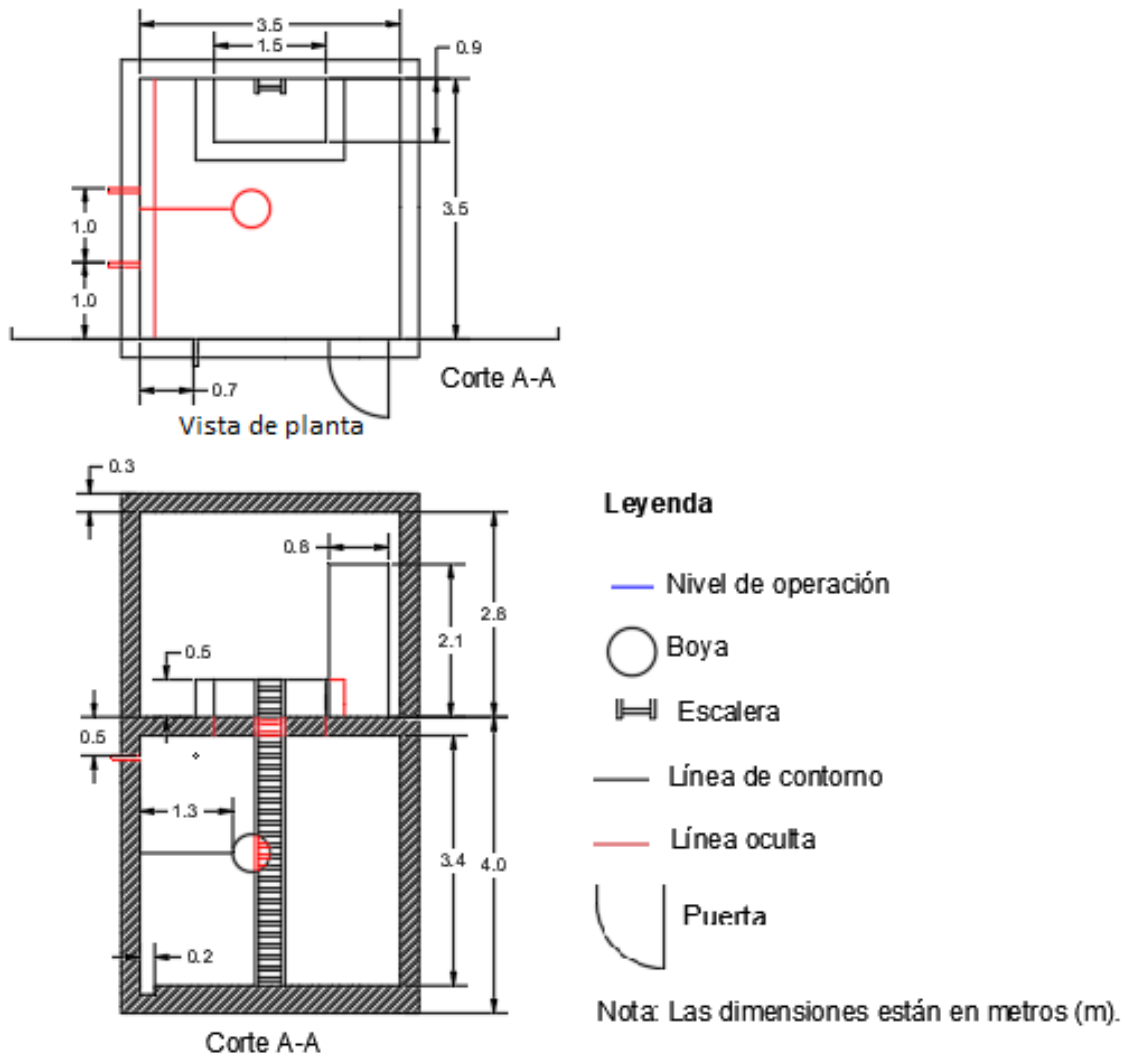 3.5
1.5
0.9
1.0
3.5
1.0
0.7
Corte A-A
Vista de planta
0.3
0.8
2.8
2.1
0.5
0.5
1.3
3.4
4.0
0.2
Corte A-A
Leyenda
Nivel de operación
Boya
Escalera
Línea de contorno
Línea oculta
Puerta
Nota: Las dimensiones están en metros (m).